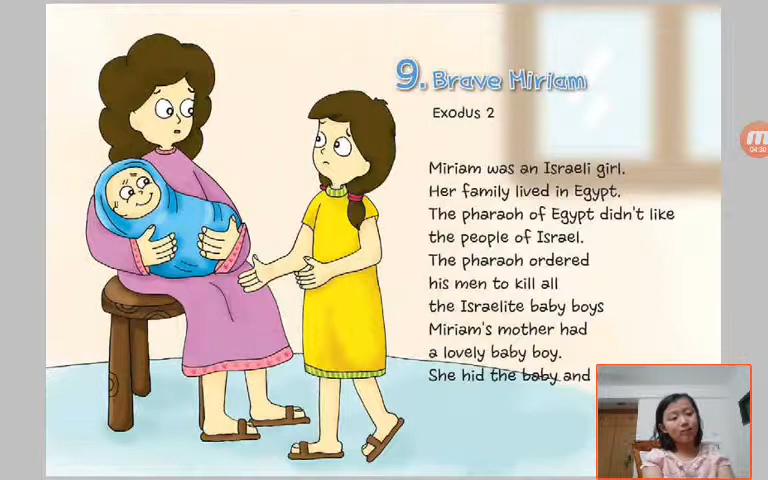 9. Brave Miriam
Exodus 2
Miriam was an Israeli girl.
Her family lived in Egypt.
The pharaoh of Egypt didn't like
the people of Israel.
The pharaoh ordered
his men to kill all
the Israelite baby boys
Miriam's mother had
a lovely baby boy.
She hid the baby and
04:30